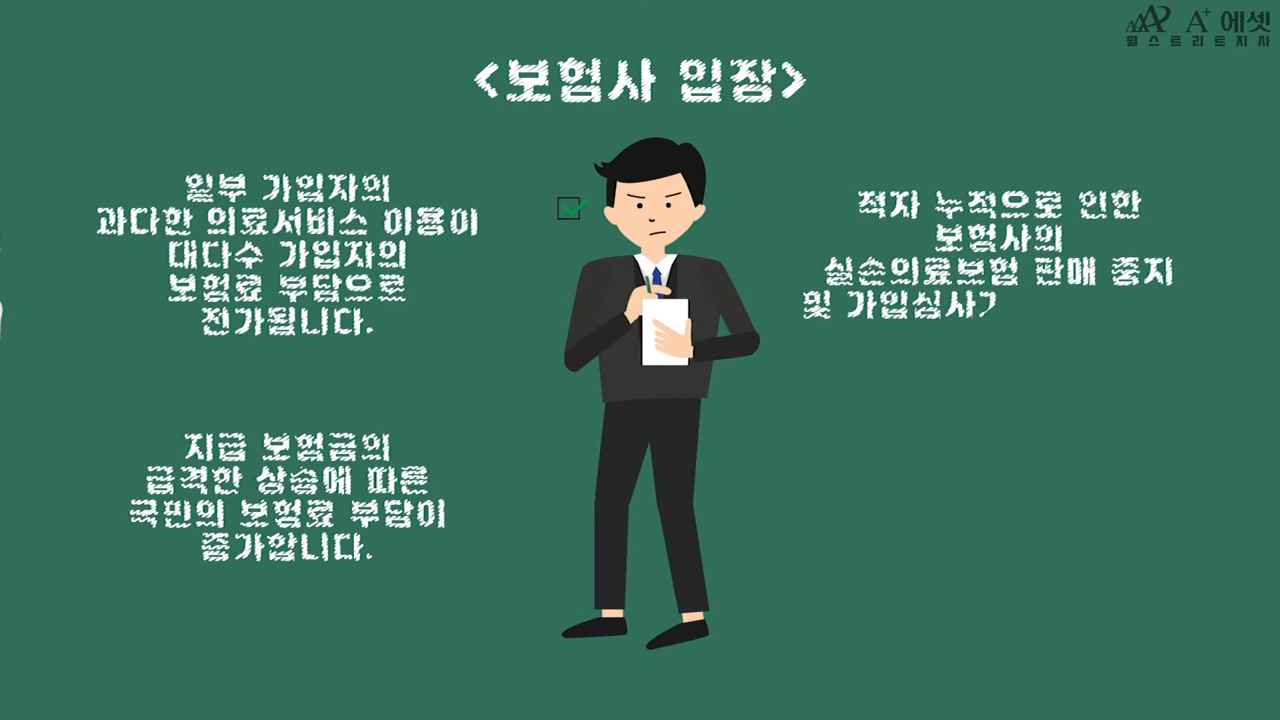 A⁺ 에셋
월스트리트지사
<보험사 입장>
일부 가입자의
과다한 의료서비스 이용이
대다수 가입자의
보험료 부담으로
전가됩니다.
지급 보험금의
급격한 상승에 따른
국민의 보험료 부담이
증가합니다.
적자 누적으로 인한
보험사의
실손의료보험 판매 중지
및 가입심사